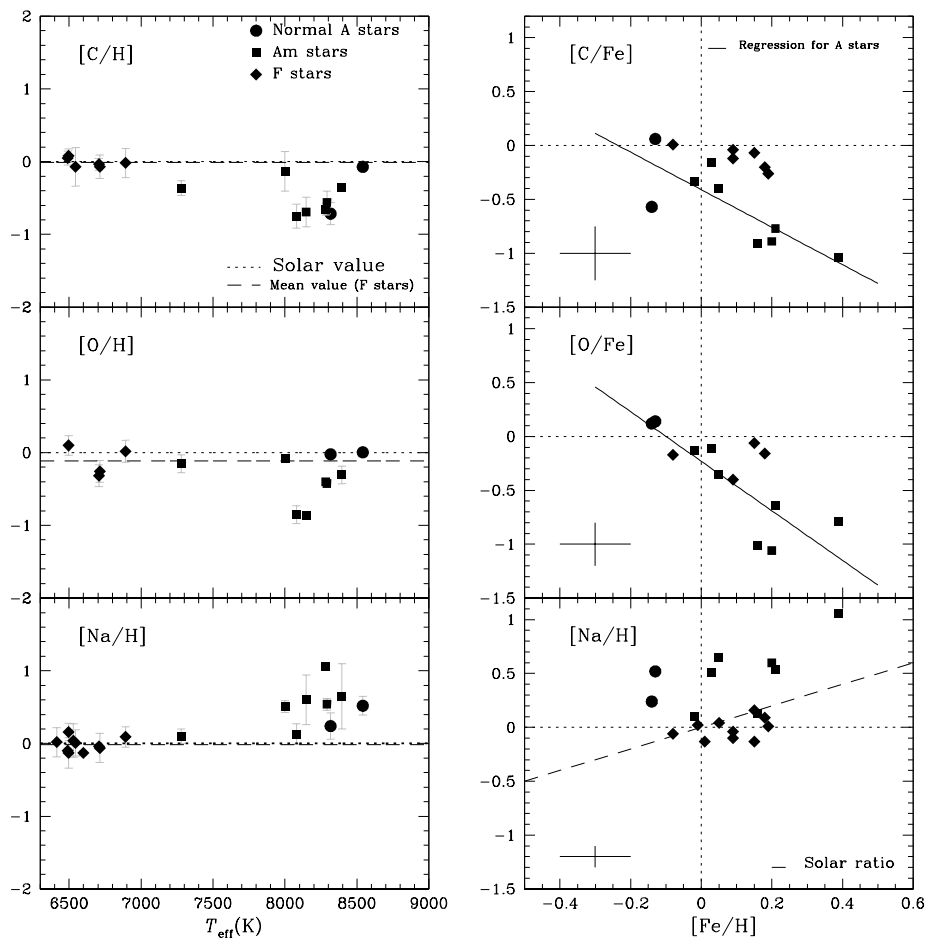 2
1
0
−1
−2
[C/H]
Normal A stars
Am stars
F stars
Solar value
Mean value (F stars)
1
0.5
0
−0.5
−1
−1.5
[C/Fe]
Regression for A stars
1
0
−1
−2
[O/H]
1
0.5
0
−0.5
−1
−1.5
[O/Fe]
1
0
−1
−2
[Na/H]
6500 7000 7500 8000 8500 9000
Teff(K)
1
0.5
0
−0.5
−1
−1.5
[Na/H]
Solar ratio
−0.4 −0.2 0 0.2 0.4 0.6
[Fe/H]